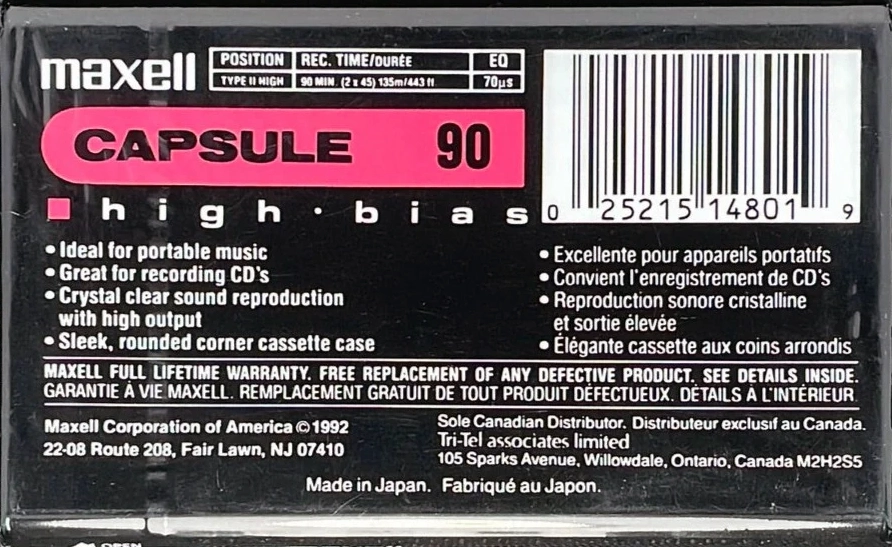 maxell
POSITION REC. TIME/DURÉE EQ
TYPE II HIGH 90 MIN. (2 x 45) 135m/443 ft 70µs
CAPSULE 90
high·bias
0 25215 14801 9
• Ideal for portable music
• Great for recording CD's
• Crystal clear sound reproduction
with high output
• Sleek, rounded corner cassette case
• Excellente pour appareils portatifs
• Convient l'enregistrement de CD's
• Reproduction sonore cristalline
et sortie élevée
• Élégante cassette aux coins arrondis
MAXELL FULL LIFETIME WARRANTY. FREE REPLACEMENT OF ANY DEFECTIVE PRODUCT. SEE DETAILS INSIDE.
GARANTIE À VIE MAXELL. REMPLACEMENT GRATUIT DE TOUT PRODUIT DÉFECTUEUX. DÉTAILS À L'INTÉRIEUR.
Maxell Corporation of America © 1992
22-08 Route 208, Fair Lawn, NJ 07410
Sole Canadian Distributor. Distributeur exclusif au Canada.
Tri-Tel associates limited
105 Sparks Avenue, Willowdale, Ontario, Canada M2H2S5
Made in Japan. Fabriqué au Japon.
OPEN